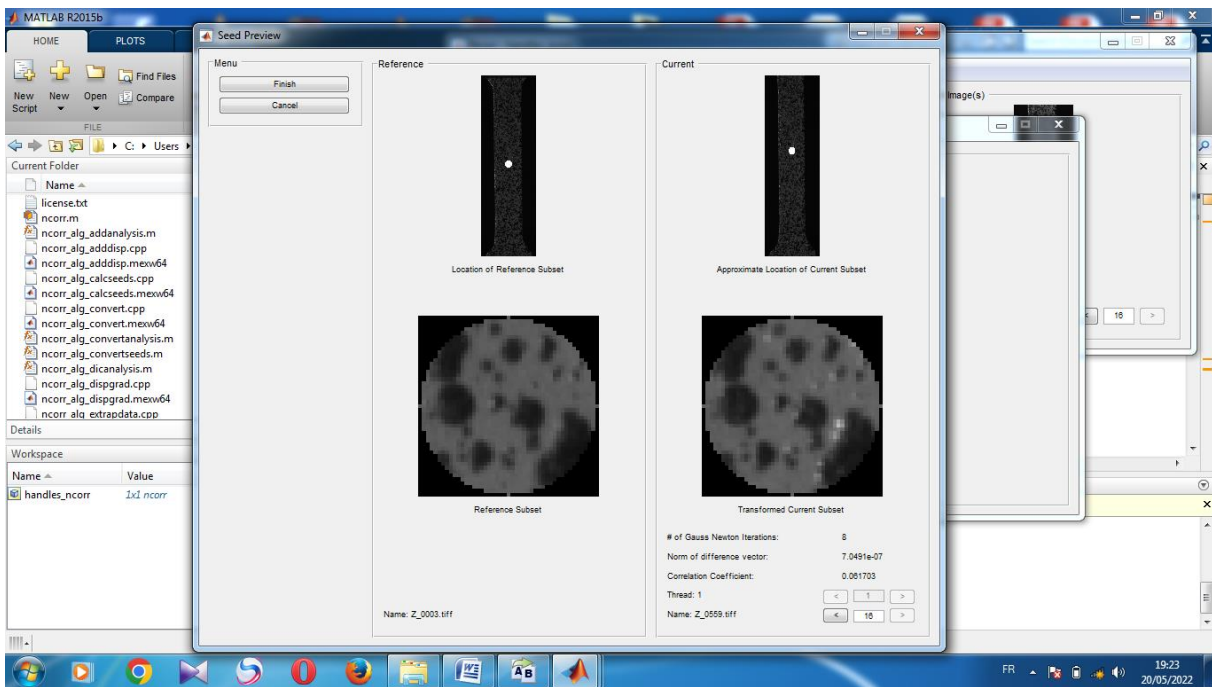 MATLAB R2015b
HOME PLOTS
New Script
New
Open
Find Files
Compare
FILE
C: Users
Current Folder
Name
license.txt
ncorr.m
ncorr_alg_addanalysis.m
ncorr_alg_adddisp.cpp
ncorr_alg_adddisp.mexw64
ncorr_alg_calcseeds.cpp
ncorr_alg_calcseeds.mexw64
ncorr_alg_convert.cpp
ncorr_alg_convert.mexw64
ncorr_alg_convertanalysis.m
ncorr_alg_convertseeds.m
ncorr_alg_dicanalysis.m
ncorr_alg_dispgrad.cpp
ncorr_alg_dispgrad.mexw64
ncorr_alg_extrapdata.cpp
Details
Workspace
Name Value
handles_ncorr 1x1 ncorr
Seed Preview
Menu
Finish
Cancel
Reference
Location of Reference Subset
Reference Subset
Name: Z_0003.tiff
Current
Approximate Location of Current Subset
Transformed Current Subset
# of Gauss Newton Iterations: 8
Norm of difference vector: 7.0491e-07
Correlation Coefficient: 0.061703
Thread: 1 < 1 >
Name: Z_0559.tiff < 16 >
image(s)
< 16 >
FR
19:23
20/05/2022